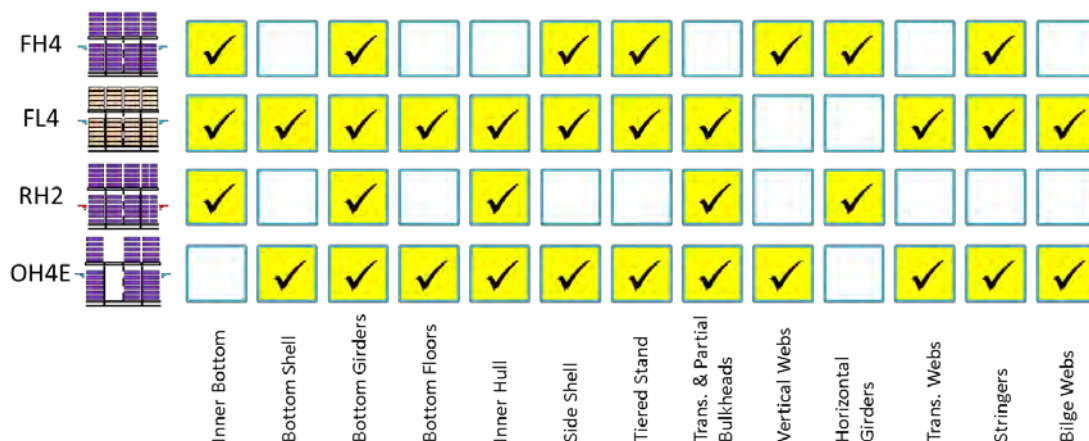 FH4
FL4
RH2
OH4E
Inner Bottom
Bottom Shell
Bottom Girders
Bottom Floors
Inner Hull
Side Shell
Tiered Stand
Trans. & Partial
Bulkheads
Vertical Webs
Horizontal
Girders
Trans. Webs
Stringers
Bilge Webs